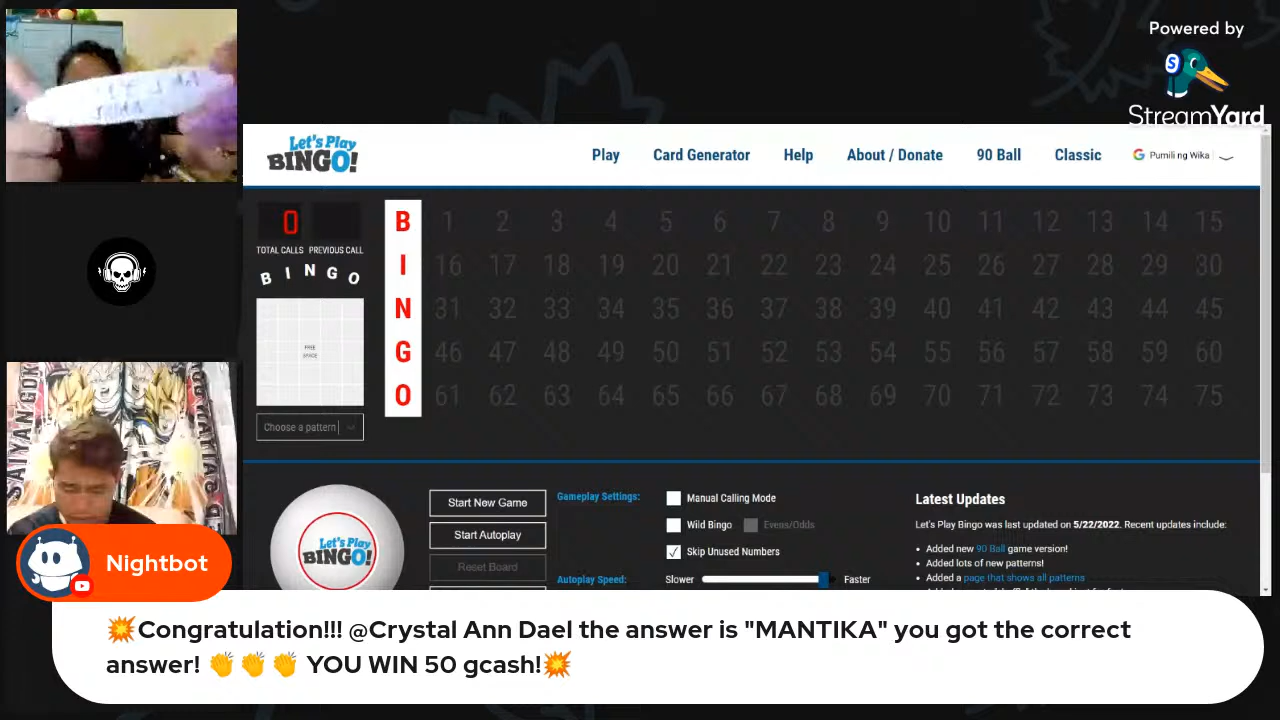 Powered by
StreamYard
Let's Play
BINGO!
Play Card Generator Help About / Donate 90 Ball Classic Pumili ng Wika
0
TOTAL CALLS PREVIOUS CALL
B I N G O
FREE
SPACE
Choose a pattern
B 1 2 3 4 5 6 7 8 9 10 11 12 13 14 15
I 16 17 18 19 20 21 22 23 24 25 26 27 28 29 30
N 31 32 33 34 35 36 37 38 39 40 41 42 43 44 45
G 46 47 48 49 50 51 52 53 54 55 56 57 58 59 60
O 61 62 63 64 65 66 67 68 69 70 71 72 73 74 75
Let's Play
BINGO!
Start New Game
Start Autoplay
Reset Board
Gameplay Settings:
Manual Calling Mode
Wild Bingo Evens/Odds
Skip Unused Numbers
Autoplay Speed: Slower Faster
Latest Updates
Let's Play Bingo was last updated on 5/22/2022. Recent updates include:
• Added new 90 Ball game version!
• Added lots of new patterns!
• Added a page that shows all patterns
SAIYAN GOK
Nightbot
💥Congratulation!!! @Crystal Ann Dael the answer is "MANTIKA" you got the correct
answer! 👏👏👏 YOU WIN 50 gcash!💥